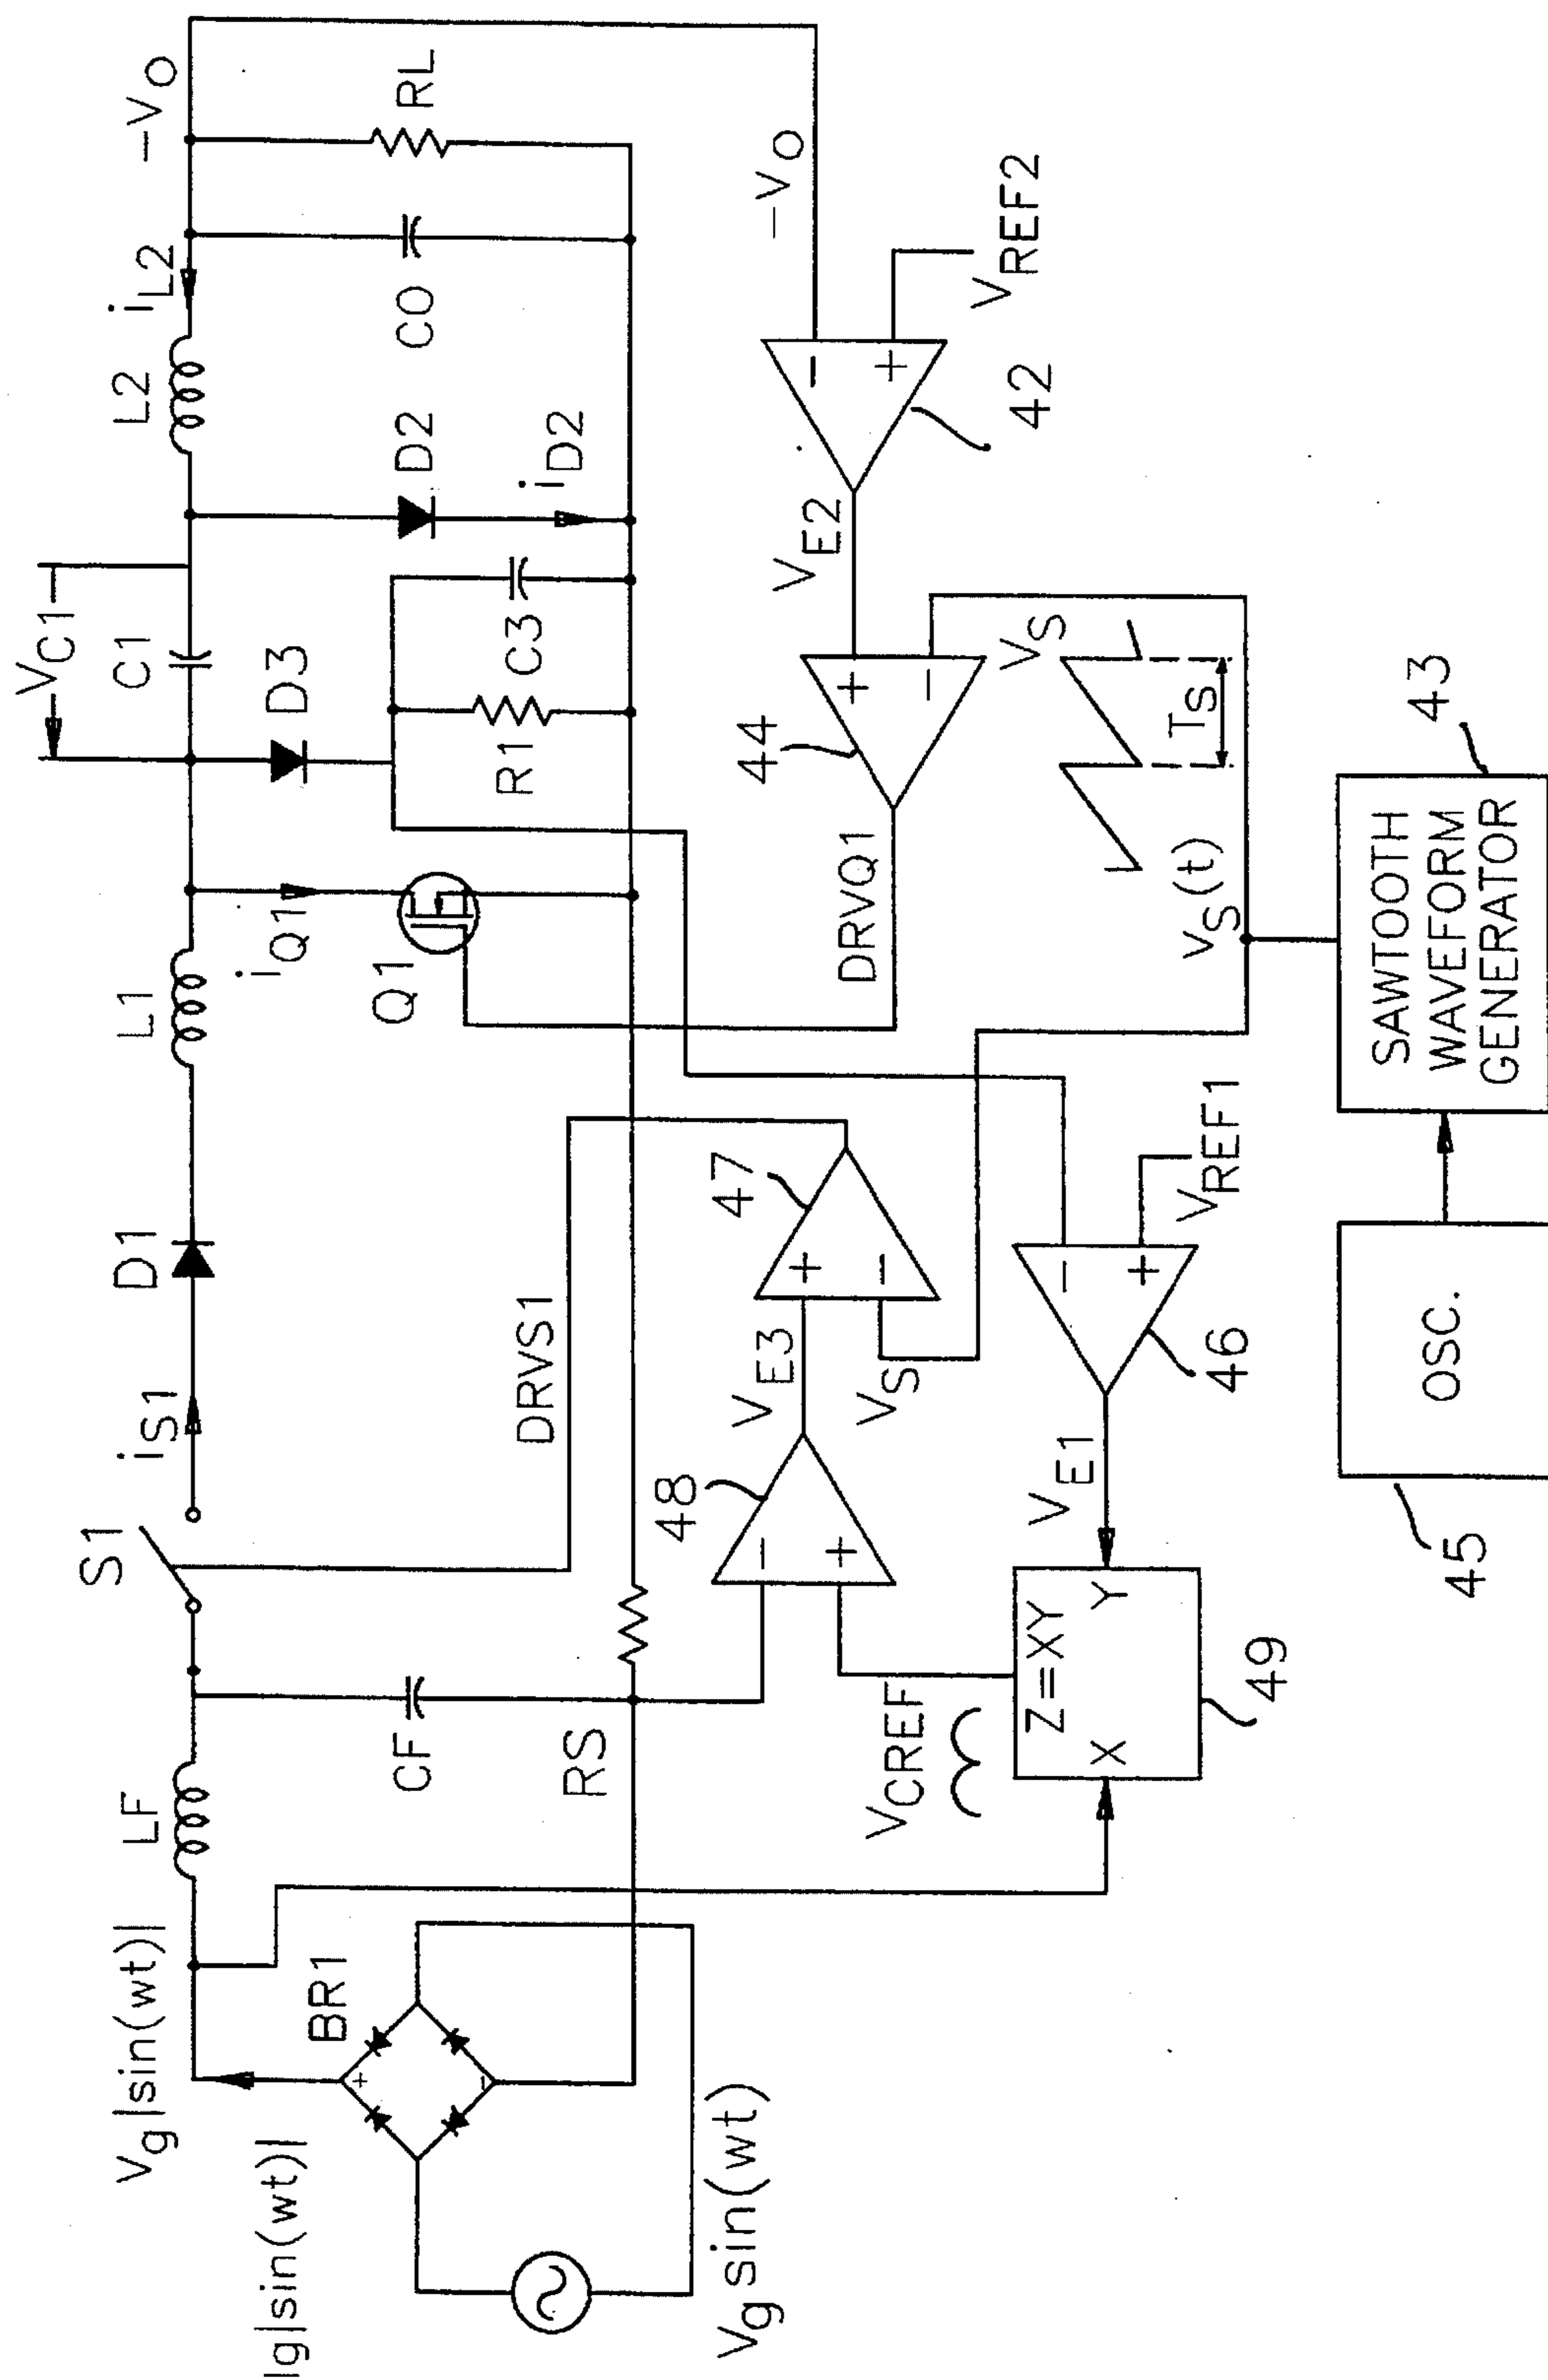 Vg|sin(wt)|
Ig|sin(wt)|
BR1
+
-
Vg sin(wt)
LF
CF
RS
S1
iS1
D1
L1
iQ1
Q1
VC1
C1
D3
R1
C3
D2
iD2
L2
iL2
CO
RL
-VO
-VO
DRVS1
DRVQ1
VCREF
Z=XY
X
Y
49
48
-
+
VE3
VS
47
+
-
VE1
46
-
+
VREF1
44
+
-
VE2
VS
42
-
+
VREF2
TS
vS(t)
45
OSC.
43
SAWTOOTH
WAVEFORM
GENERATOR